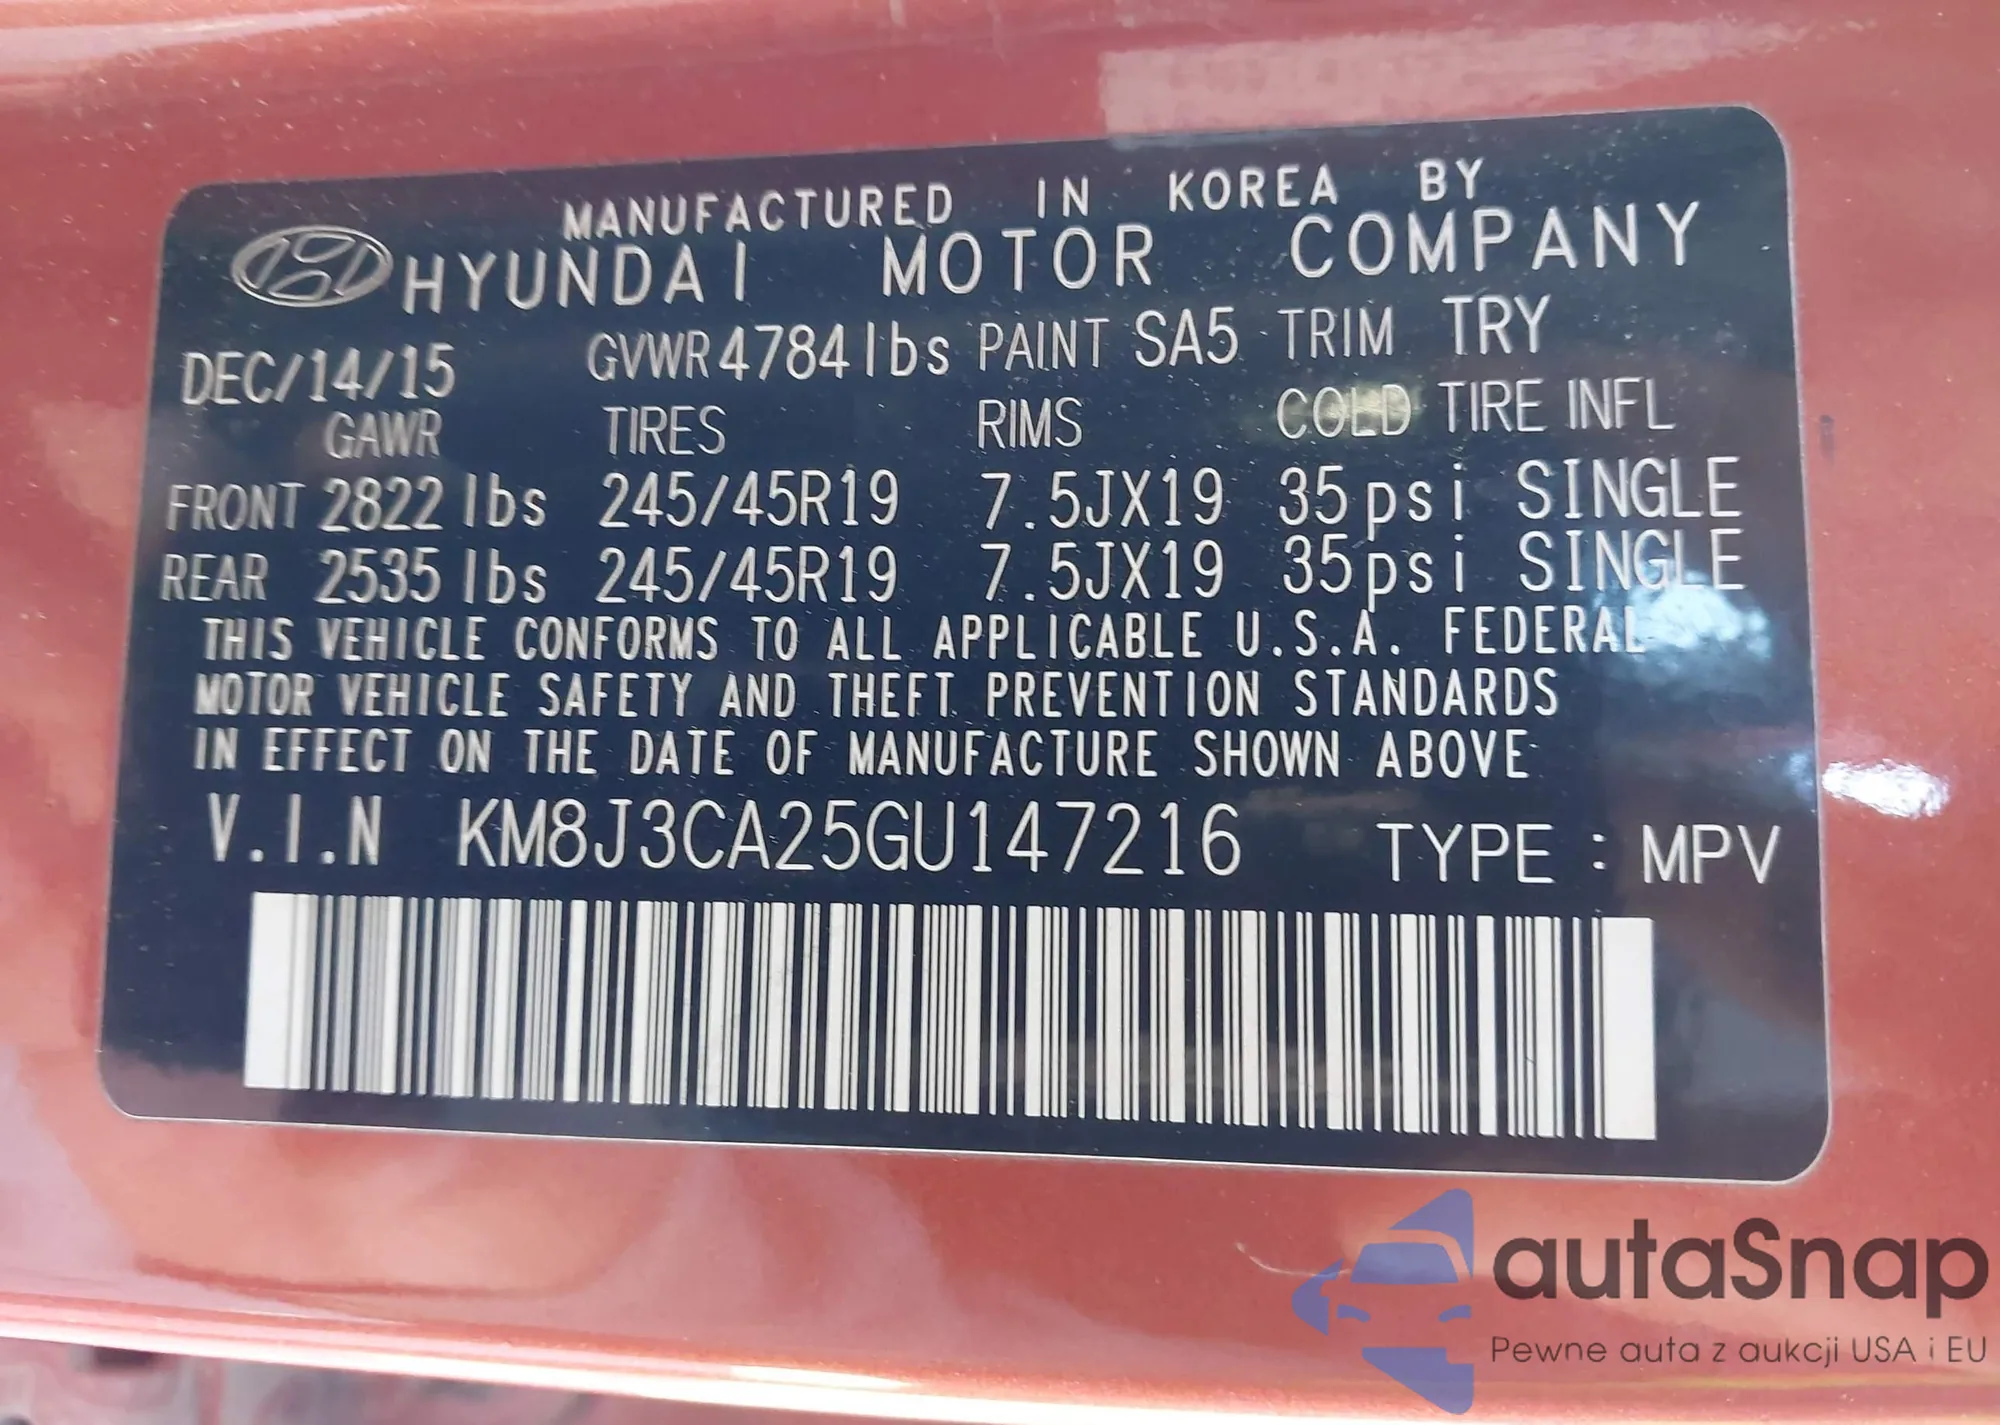 MANUFACTURED IN KOREA BY
HYUNDAI MOTOR COMPANY
DEC/14/15 GVWR 4784 lbs PAINT SA5 TRIM TRY
GAWR TIRES RIMS COLD TIRE INFL
FRONT 2822 lbs 245/45R19 7.5JX19 35psi SINGLE
REAR 2535 lbs 245/45R19 7.5JX19 35psi SINGLE
THIS VEHICLE CONFORMS TO ALL APPLICABLE U.S.A. FEDERAL
MOTOR VEHICLE SAFETY AND THEFT PREVENTION STANDARDS
IN EFFECT ON THE DATE OF MANUFACTURE SHOWN ABOVE
V.I.N KM8J3CA25GU147216 TYPE : MPV
autaSnap
Pewne auta z aukcji USA i EU